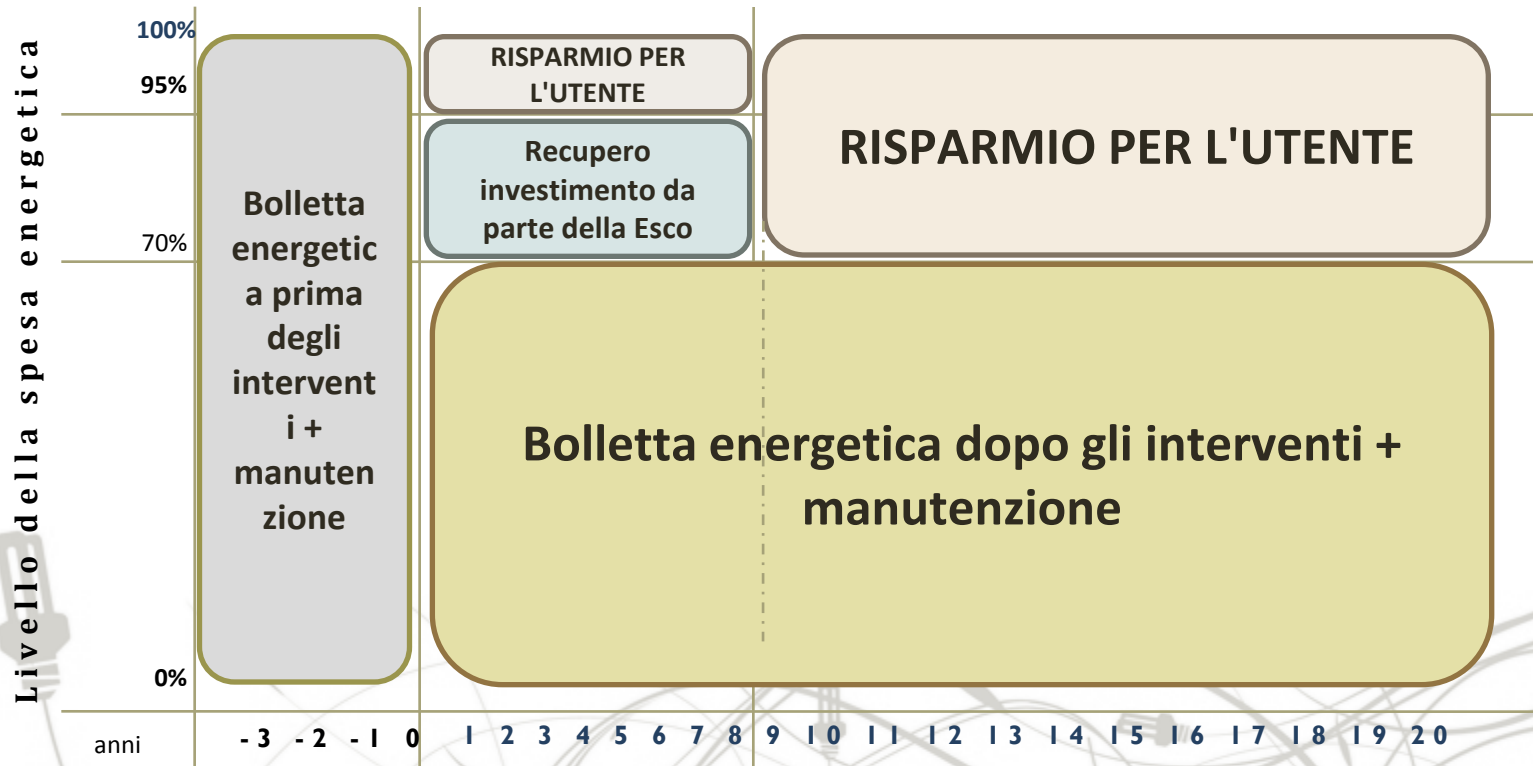 Livello della spesa energetica
100%
95%
70%
0%
Bolletta
energetic
a prima
degli
intervent
i +
manuten
zione
RISPARMIO PER
L'UTENTE
Recupero
investimento da
parte della Esco
RISPARMIO PER L'UTENTE
Bolletta energetica dopo gli interventi +
manutenzione
anni
-3 -2 -1 0 1 2 3 4 5 6 7 8 9 10 11 12 13 14 15 16 17 18 19 20